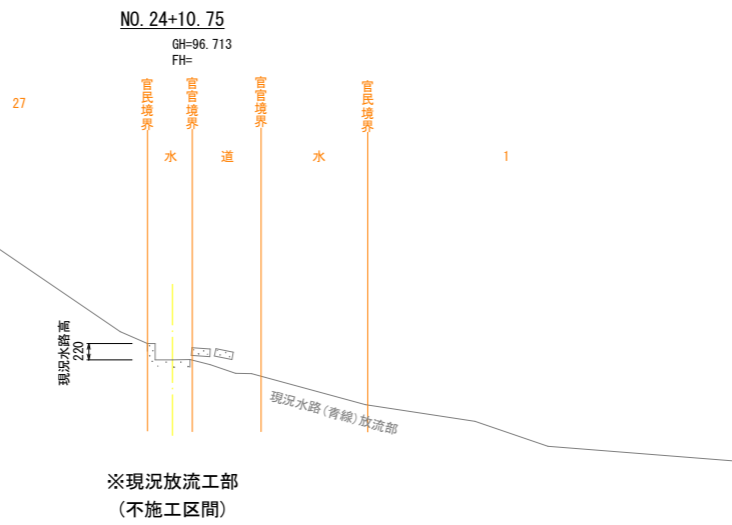 NO. 24+10.75
GH=96.713
FH=
27
官民境界
官官境界
官官境界
官民境界
水
道
水
1
現況水路高
220
現況水路(青線)放流部
※現況放流工部
(不施工区間)